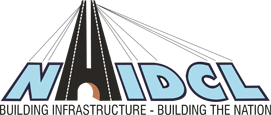 NHIDCL
BUILDING INFRASTRUCTURE - BUILDING THE NATION